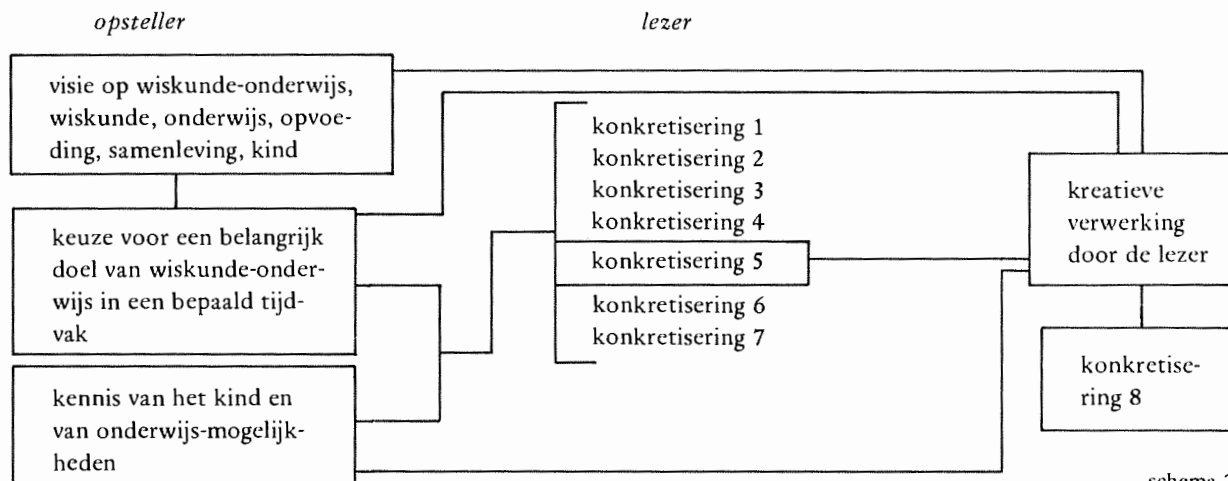 opsteller
lezer
visie op wiskunde-onderwijs,
wiskunde, onderwijs, opvoe-
ding, samenleving, kind
keuze voor een belangrijk
doel van wiskunde-onder-
wijs in een bepaald tijd-
vak
kennis van het kind en
van onderwijs-mogelijk-
heden
konkretisering 1
konkretisering 2
konkretisering 3
konkretisering 4
konkretisering 5
konkretisering 6
konkretisering 7
kreatieve
verwerking
door de lezer
konkretise-
ring 8
schema